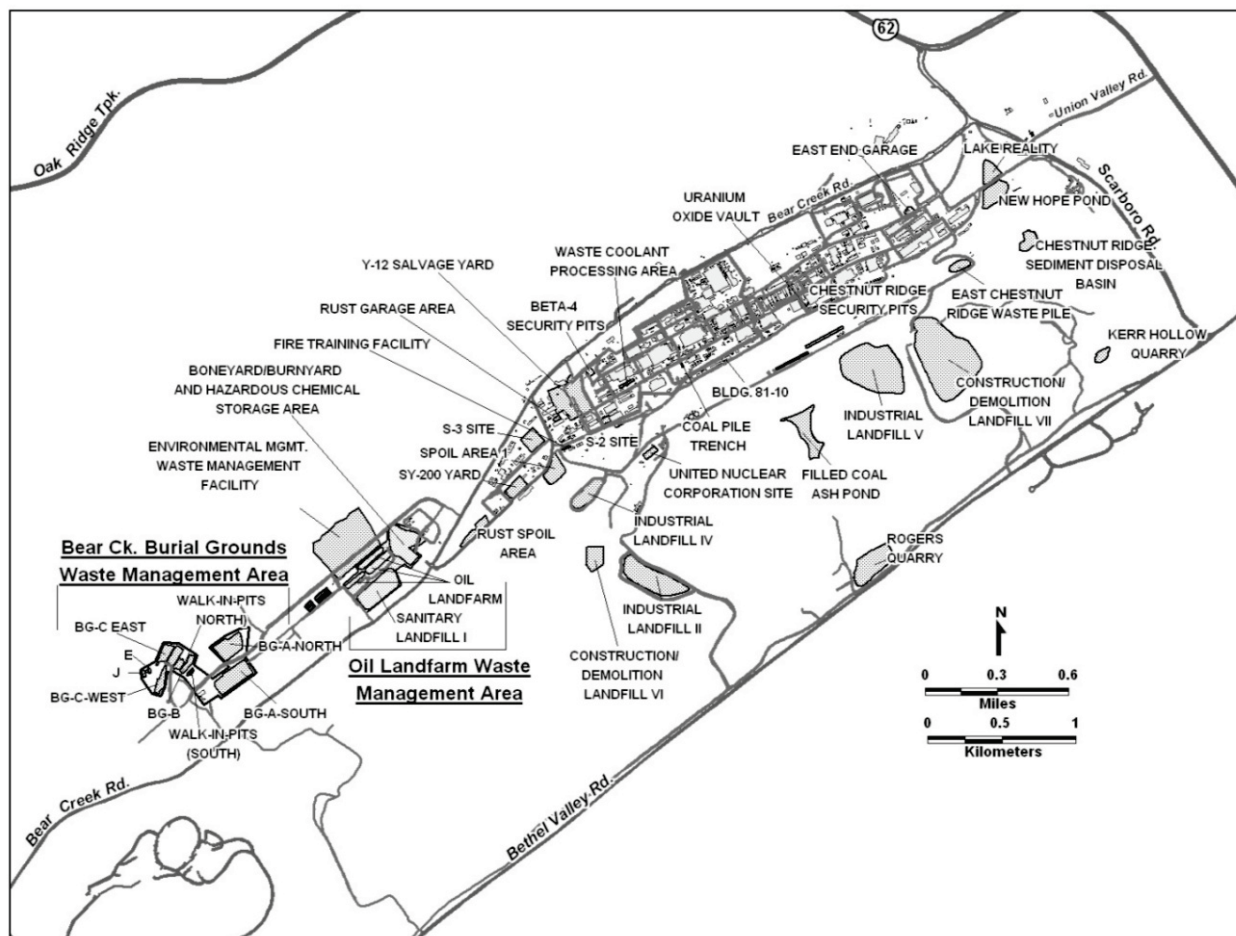 62
Oak Ridge Tpk.
Union Valley Rd.
EAST END GARAGE
LAKE REALITY
Scarboro Rd.
Bear Creek Rd.
URANIUM
OXIDE VAULT
NEW HOPE POND
WASTE COOLANT
PROCESSING AREA
Y-12 SALVAGE YARD
CHESTNUT RIDGE
SEDIMENT DISPOSAL
BASIN
CHESTNUT RIDGE
SECURITY PITS
EAST CHESTNUT
RIDGE WASTE PILE
RUST GARAGE AREA
BETA-4
SECURITY PITS
FIRE TRAINING FACILITY
KERR HOLLOW
QUARRY
BONEYARD/BURNYARD
AND HAZARDOUS CHEMICAL
STORAGE AREA
BLDG. 81-10
CONSTRUCTION/
DEMOLITION
LANDFILL VII
INDUSTRIAL
LANDFILL V
COAL PILE
TRENCH
S-3 SITE
S-2 SITE
SPOIL AREA 1
SY-200 YARD
ENVIRONMENTAL MGMT.
WASTE MANAGEMENT
FACILITY
UNITED NUCLEAR
CORPORATION SITE
FILLED COAL
ASH POND
INDUSTRIAL
LANDFILL IV
RUST SPOIL
AREA
ROGERS
QUARRY
Bear Ck. Burial Grounds
Waste Management Area
OIL
LANDFARM
SANITARY
LANDFILL I
WALK-IN-PITS
NORTH)
BG-C EAST
BG-A-NORTH
E
J
BG-C-WEST
BG-B
BG-A-SOUTH
WALK-IN-PITS
(SOUTH)
Oil Landfarm Waste
Management Area
INDUSTRIAL
LANDFILL II
CONSTRUCTION/
DEMOLITION
LANDFILL VI
N
0 0.3 0.6
Miles
0 0.5 1
Kilometers
Bear Creek Rd.
Bethel Valley Rd.